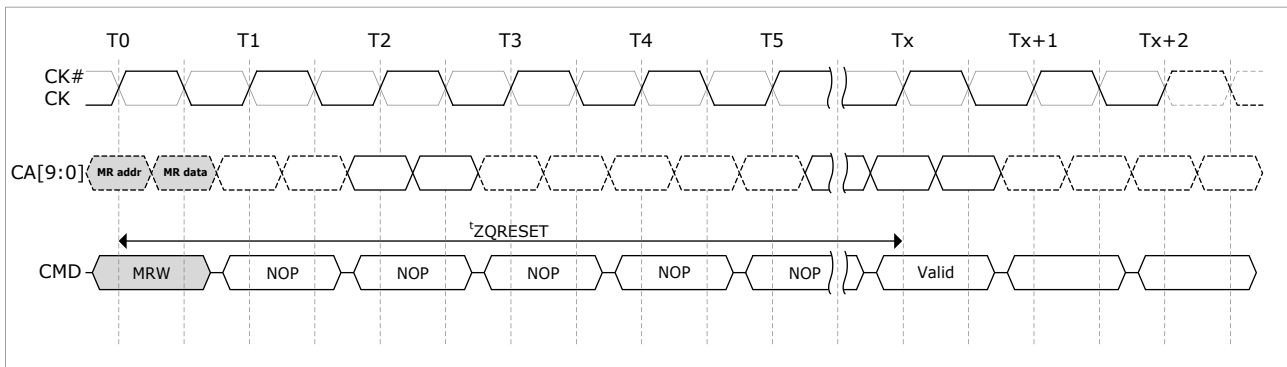 T0 T1 T2 T3 T4 T5 Tx Tx+1 Tx+2
CK#
CK
CA[9:0] MR addr MR data
tZQRESET
CMD MRW NOP NOP NOP NOP NOP Valid